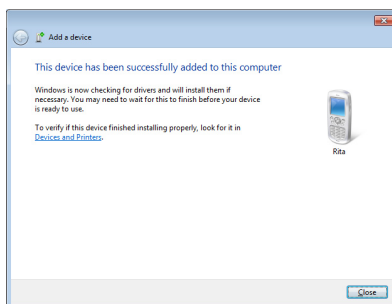 Add a device
This device has been successfully added to this computer
Windows is now checking for drivers and will install them if
necessary. You may need to wait for this to finish before your device
is ready to use.
To verify if this device finished installing properly, look for it in
Devices and Printers.
Rita
Close